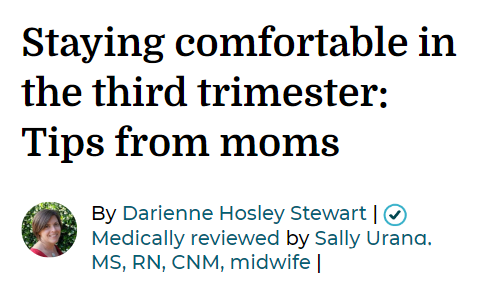 Staying comfortable in
the third trimester:
Tips from moms
By Darienne Hosley Stewart |
Medically reviewed by Sally Urang,
MS, RN, CNM, midwife |